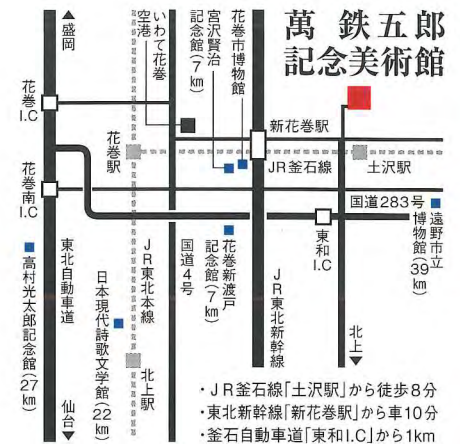 萬 鉄五郎
記念美術館
▲盛岡
花巻I.C
花巻南I.C
花巻駅
いわて花巻空港
宮沢賢治記念館(7km)
花巻市博物館
新花巻駅
JR釜石線
土沢駅
国道283号
遠野市立博物館(39km)
東和I.C
花巻新渡戸記念館(7km)
国道4号
JR東北本線
東北自動車道
高村光太郎記念館(27km)
日本現代詩歌文学館(22km)
北上駅
JR東北新幹線
北上▼
仙台▼
・JR釜石線「土沢駅」から徒歩8分
・東北新幹線「新花巻駅」から車10分
・釜石自動車道「東和I.C」から1km